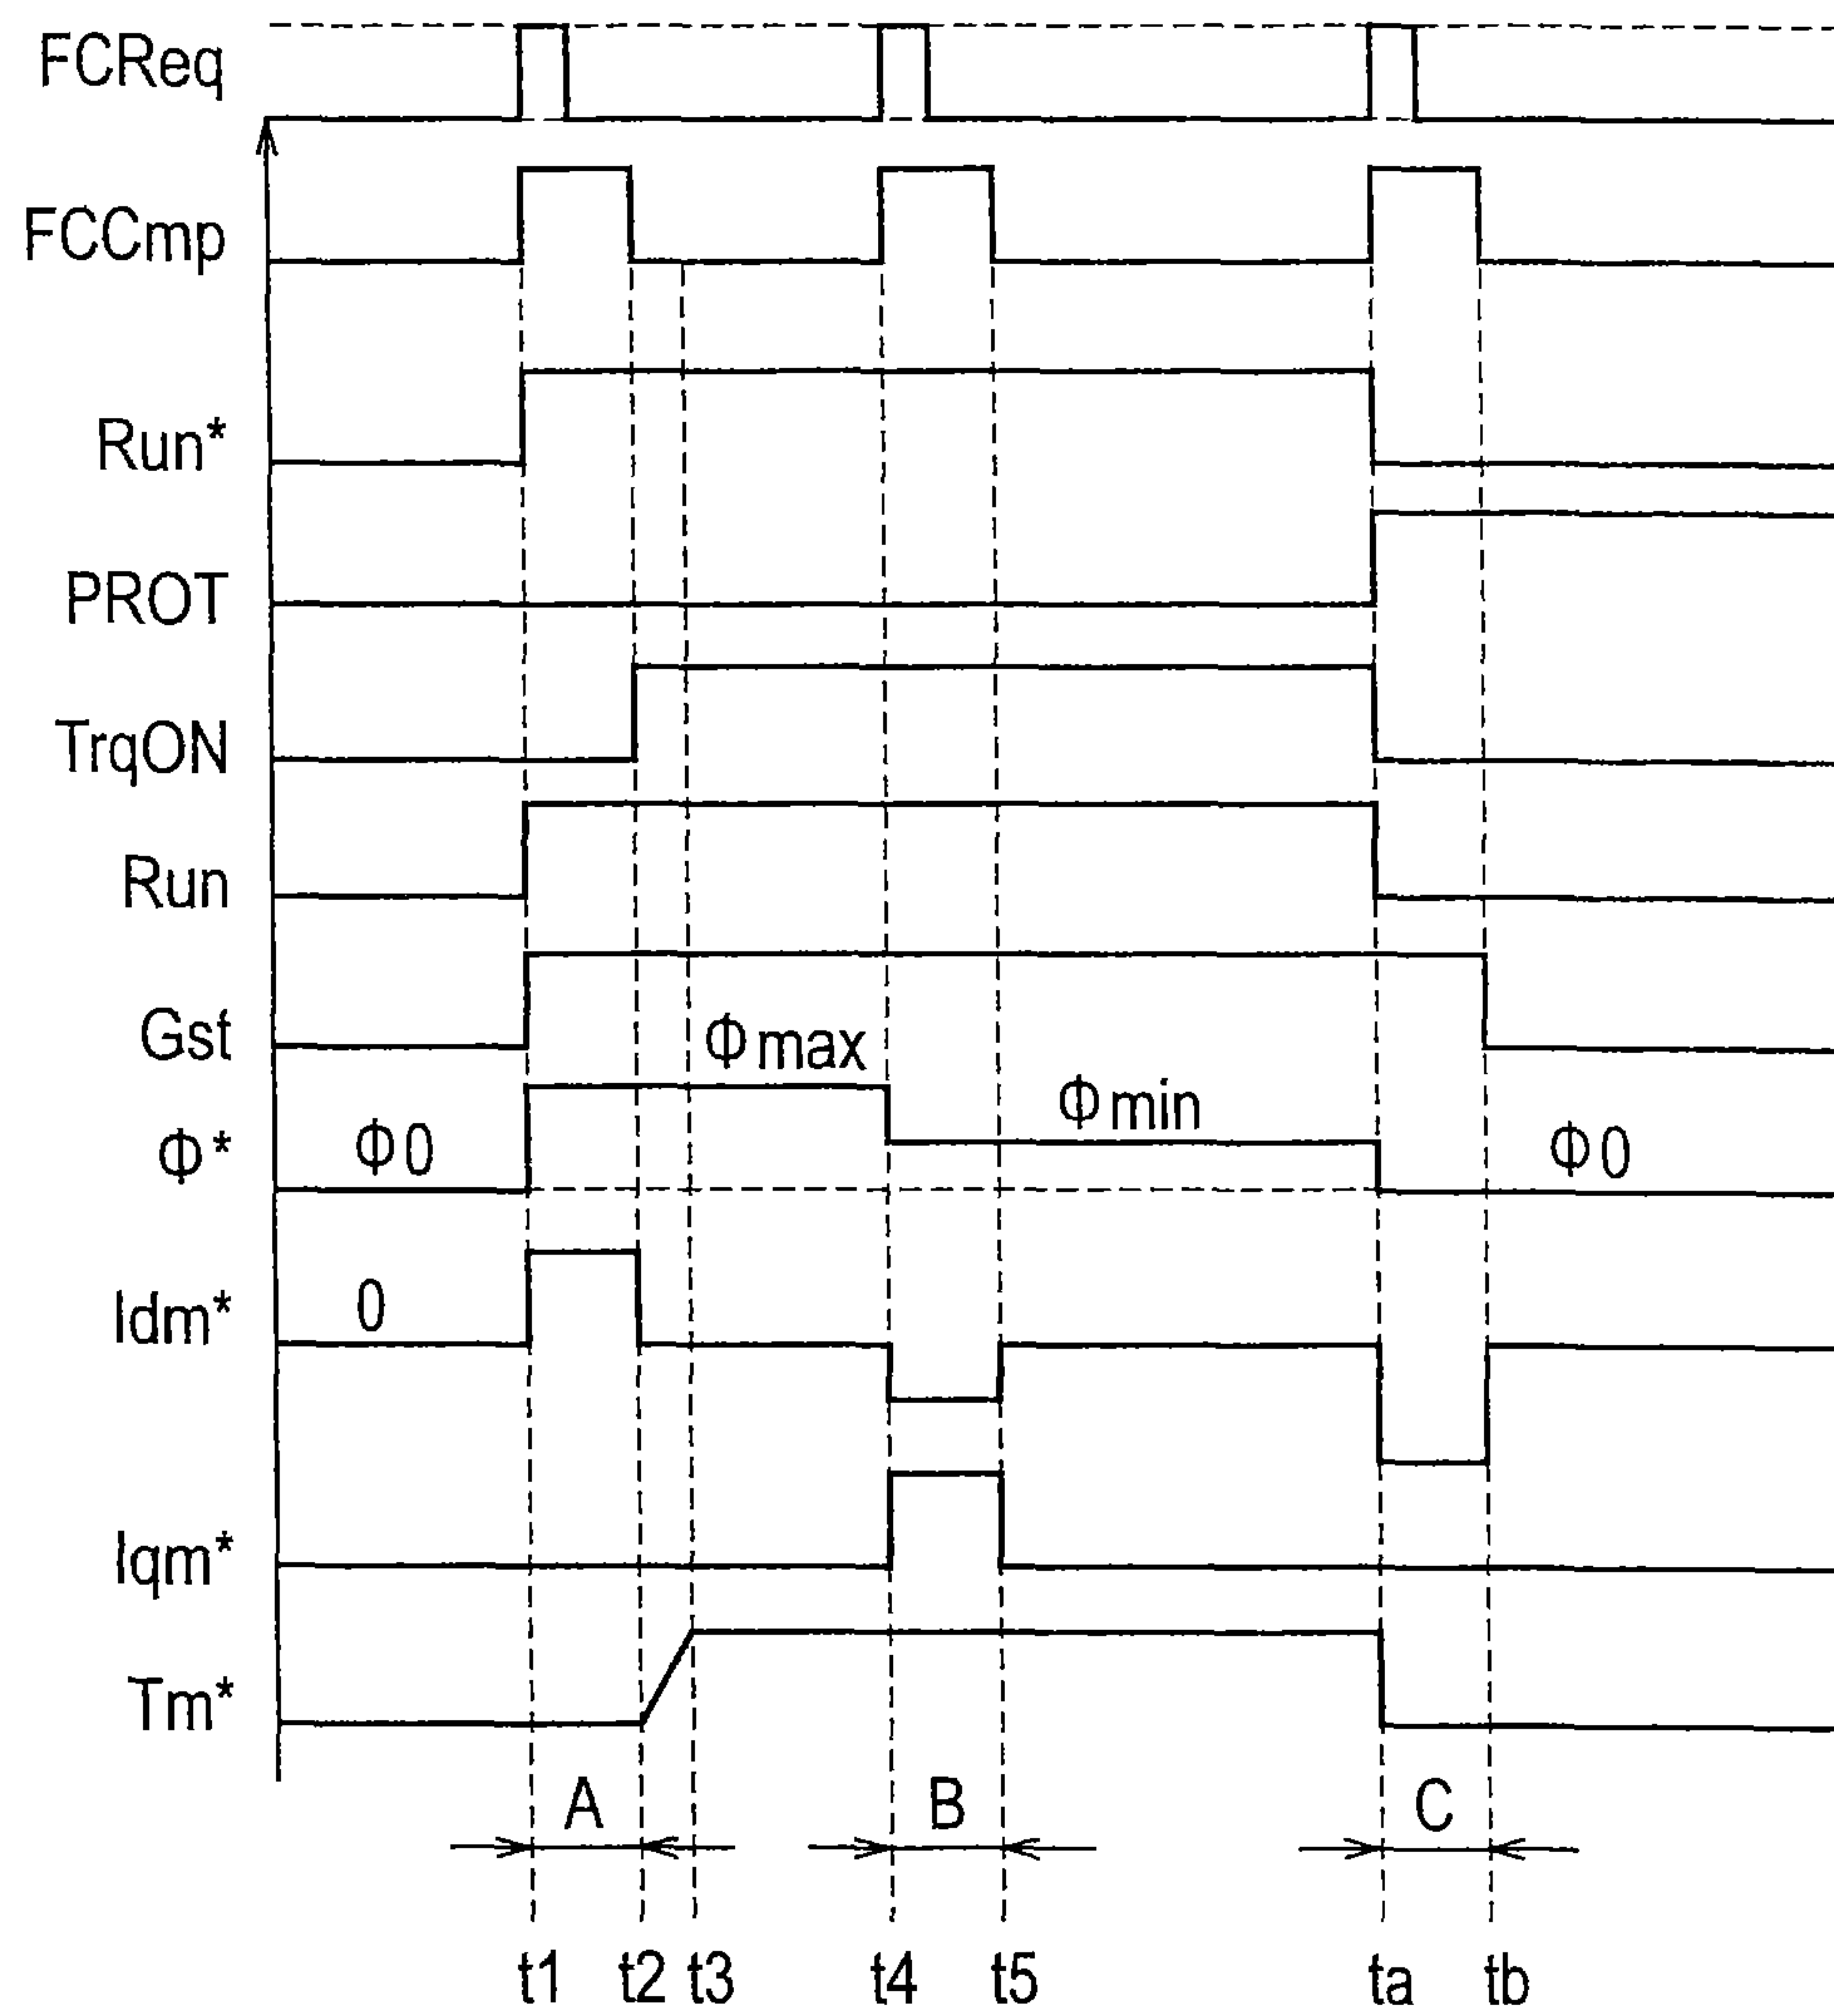 FCReq
FCCmp
Run*
PROT
TrqON
Run
Gst
Φmax
Φmin
Φ* Φ0 Φ0
Idm* 0
Iqm*
Tm*
A B C
t1 t2 t3 t4 t5 ta tb